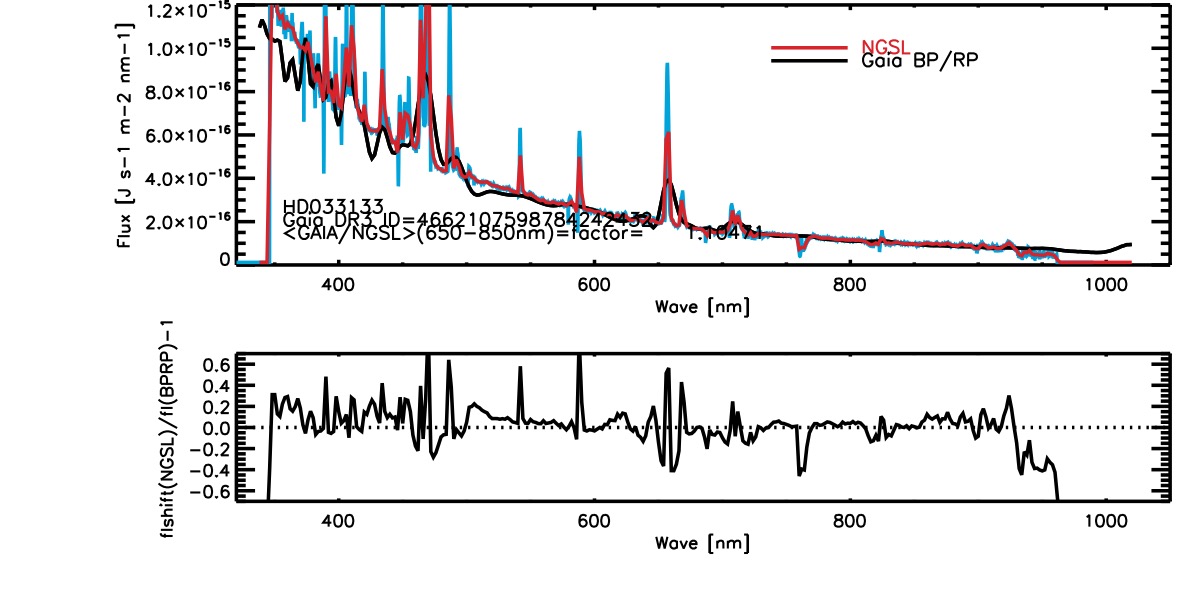 1.2×10⁻¹⁵
1.0×10⁻¹⁵
8.0×10⁻¹⁶
6.0×10⁻¹⁶
4.0×10⁻¹⁶
2.0×10⁻¹⁶
0
Flux [J s−1 m−2 nm−1]
NGSL
Gaia BP/RP
HD033133
Gaia DR3 ID=
<GAIA/NGSL>(650−850nm)=factor=
400 600 800 1000
Wave [nm]
flshift(NGSL)/fl(BPRP)−1
0.6
0.4
0.2
0.0
−0.2
−0.4
−0.6
400 600 800 1000
Wave [nm]